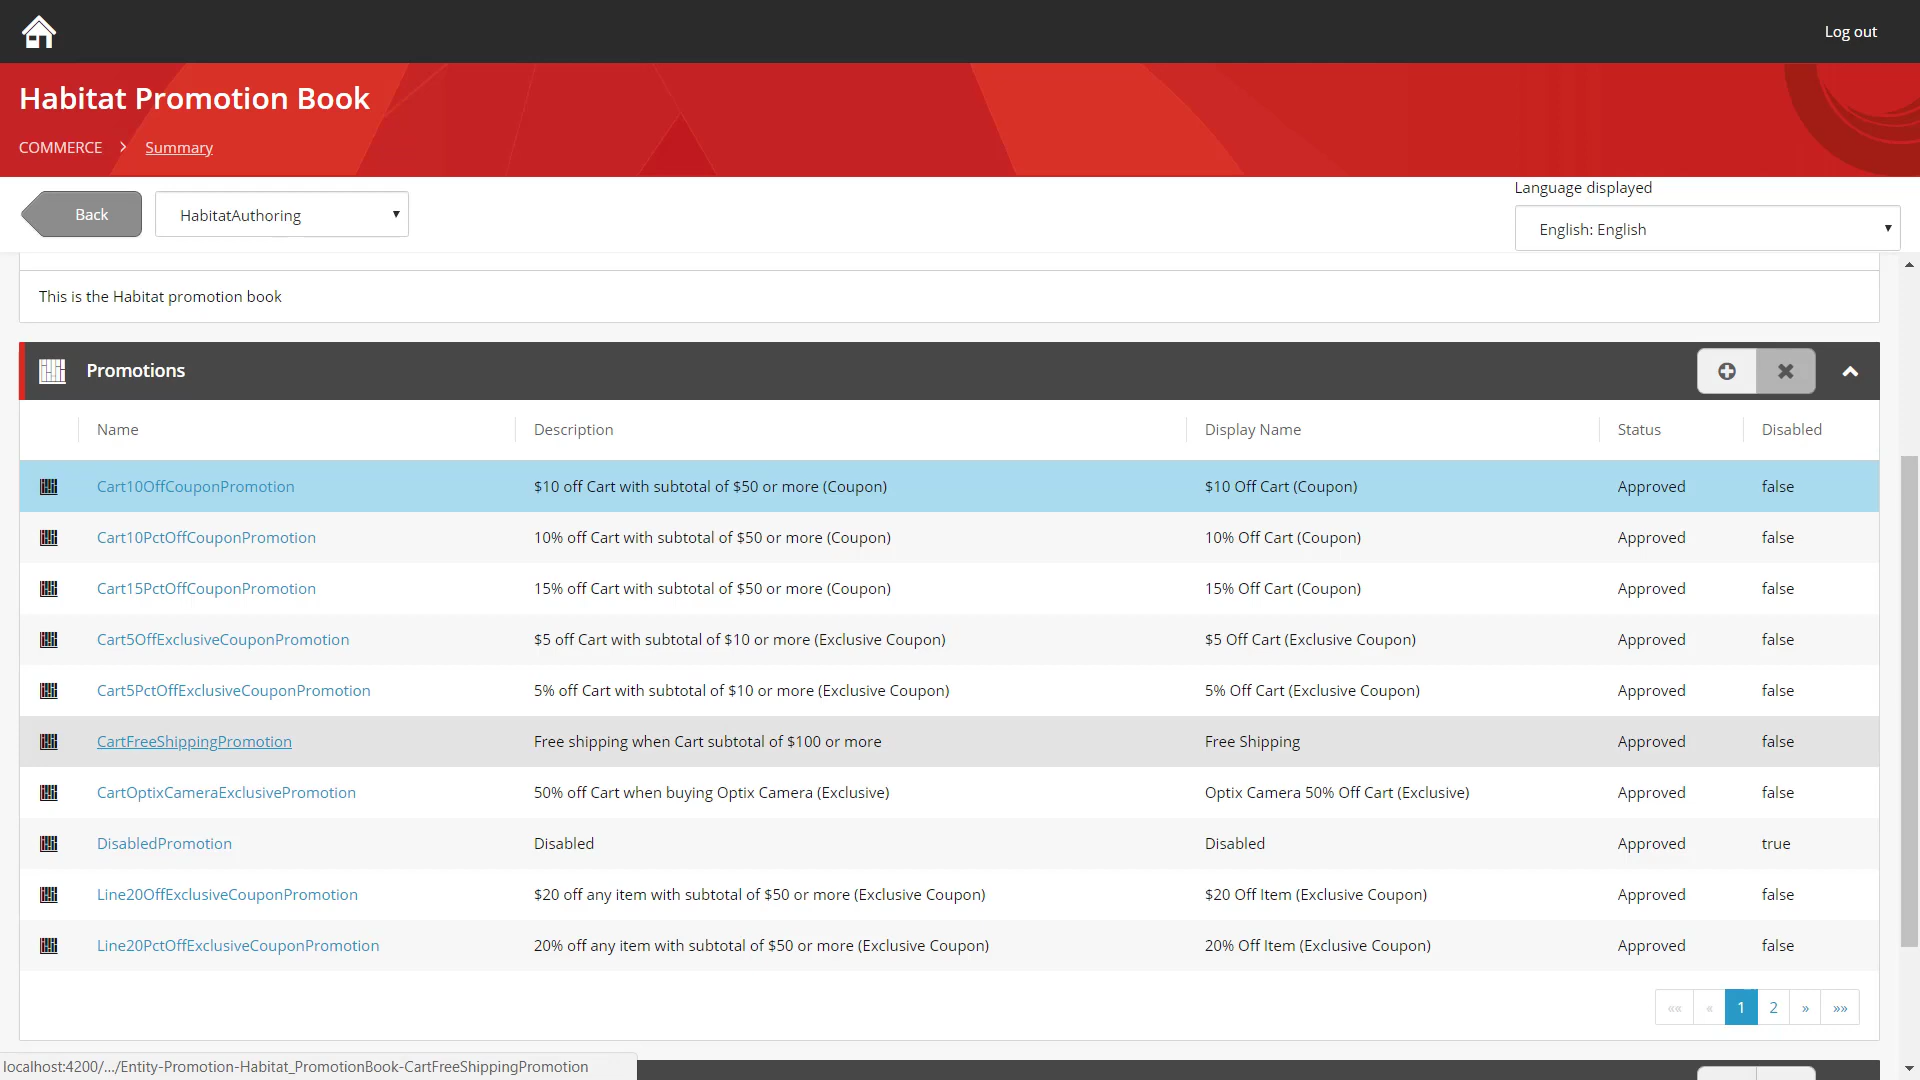 Log out
Habitat Promotion Book
COMMERCE > Summary
Back
HabitatAuthoring
Language displayed
English: English
This is the Habitat promotion book
Promotions
Name Description Display Name Status Disabled
Cart10OffCouponPromotion $10 off Cart with subtotal of $50 or more (Coupon) $10 Off Cart (Coupon) Approved false
Cart10PctOffCouponPromotion 10% off Cart with subtotal of $50 or more (Coupon) 10% Off Cart (Coupon) Approved false
Cart15PctOffCouponPromotion 15% off Cart with subtotal of $50 or more (Coupon) 15% Off Cart (Coupon) Approved false
Cart5OffExclusiveCouponPromotion $5 off Cart with subtotal of $10 or more (Exclusive Coupon) $5 Off Cart (Exclusive Coupon) Approved false
Cart5PctOffExclusiveCouponPromotion 5% off Cart with subtotal of $10 or more (Exclusive Coupon) 5% Off Cart (Exclusive Coupon) Approved false
CartFreeShippingPromotion Free shipping when Cart subtotal of $100 or more Free Shipping Approved false
CartOptixCameraExclusivePromotion 50% off Cart when buying Optix Camera (Exclusive) Optix Camera 50% Off Cart (Exclusive) Approved false
DisabledPromotion Disabled Disabled Approved true
Line20OffExclusiveCouponPromotion $20 off any item with subtotal of $50 or more (Exclusive Coupon) $20 Off Item (Exclusive Coupon) Approved false
Line20PctOffExclusiveCouponPromotion 20% off any item with subtotal of $50 or more (Exclusive Coupon) 20% Off Item (Exclusive Coupon) Approved false
«« « 1 2 » »»
localhost:4200/.../Entity-Promotion-Habitat_PromotionBook-CartFreeShippingPromotion